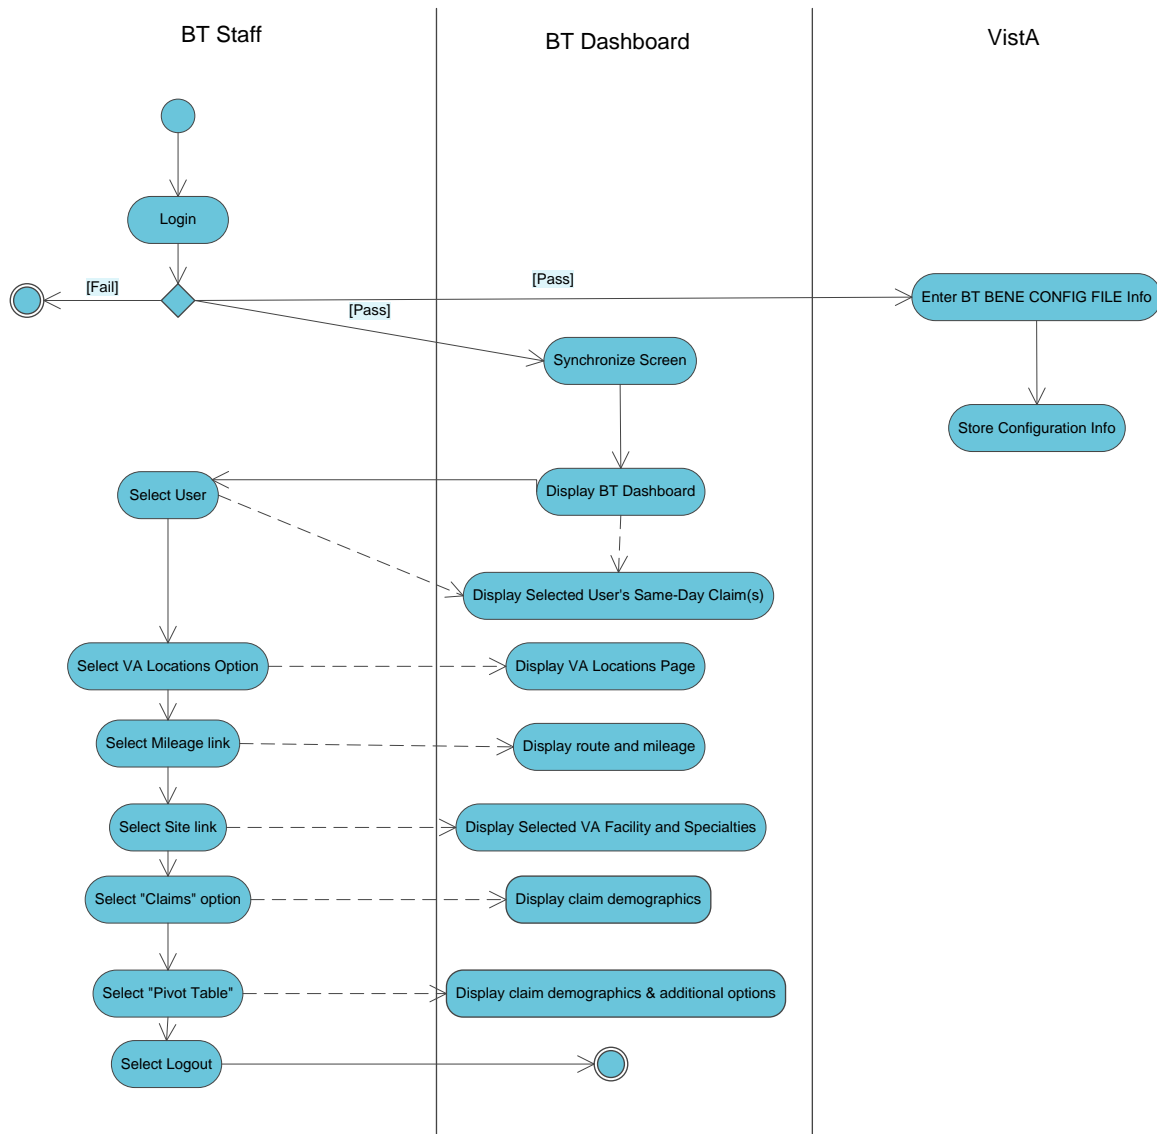 BT Staff
BT Dashboard
VistA
Login
[Fail]
[Pass]
[Pass]
Enter BT BENE CONFIG FILE Info
Synchronize Screen
Store Configuration Info
Select User
Display BT Dashboard
Display Selected User's Same-Day Claim(s)
Select VA Locations Option
Display VA Locations Page
Select Mileage link
Display route and mileage
Select Site link
Display Selected VA Facility and Specialties
Select "Claims" option
Display claim demographics
Select "Pivot Table"
Display claim demographics & additional options
Select Logout